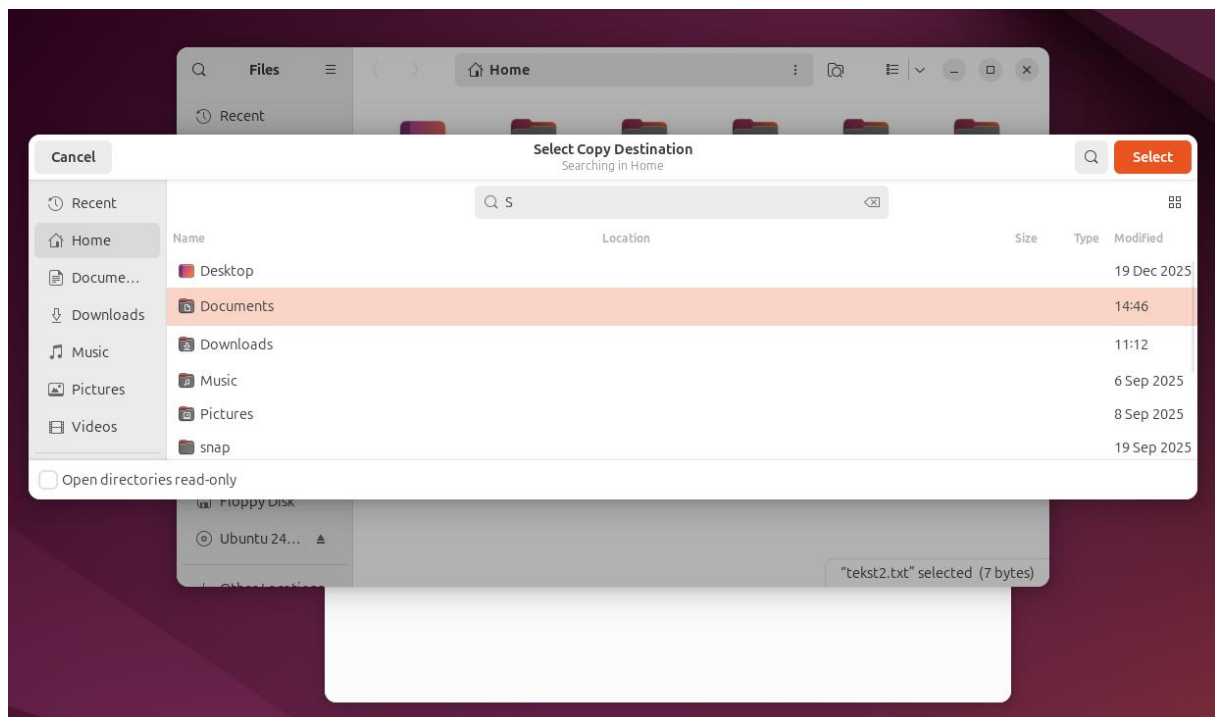 Files
Home
Recent
Cancel
Select Copy Destination
Searching in Home
Select
Recent
Home
Docume...
Downloads
Music
Pictures
Videos
S
Name Location Size Type Modified
Desktop 19 Dec 2025
Documents 14:46
Downloads 11:12
Music 6 Sep 2025
Pictures 8 Sep 2025
snap 19 Sep 2025
Open directories read-only
Floppy Disk
Ubuntu 24...
Other Locations
“tekst2.txt” selected (7 bytes)